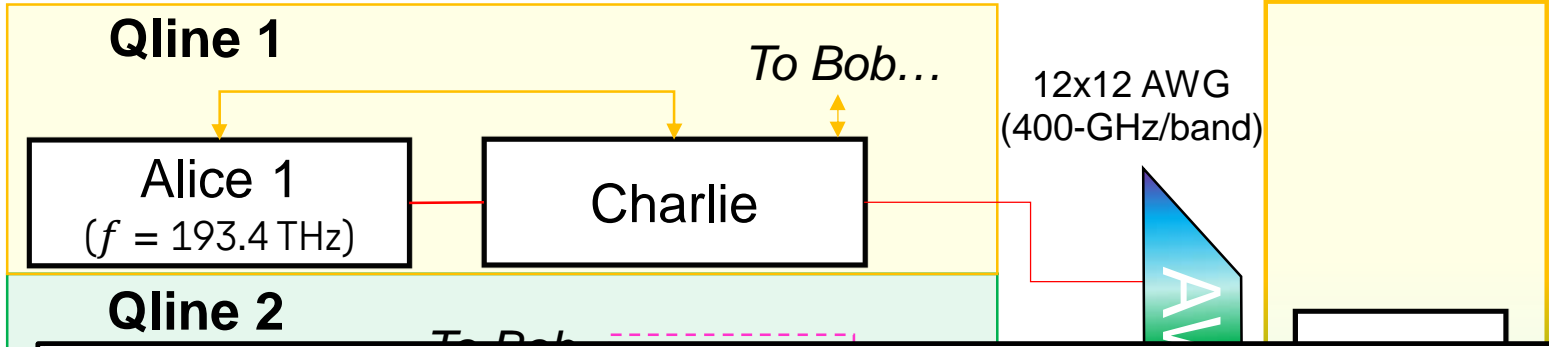 Qline 1
To Bob…
12x12 AWG
(400-GHz/band)
Alice 1
(f = 193.4 THz)
Charlie
Qline 2